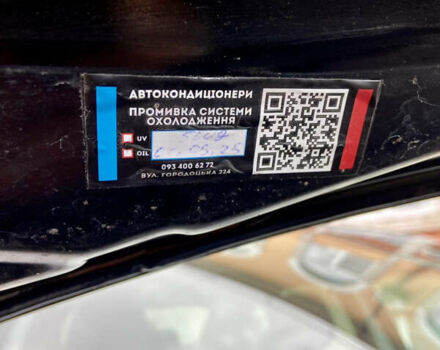 АВТОКОНДИЦІОНЕРИ
ПРОМИВКА СИСТЕМИ
ОХОЛОДЖЕННЯ
UV
OIL
093 400 62 72
ВУЛ. ГОРОДОЦЬКА 224